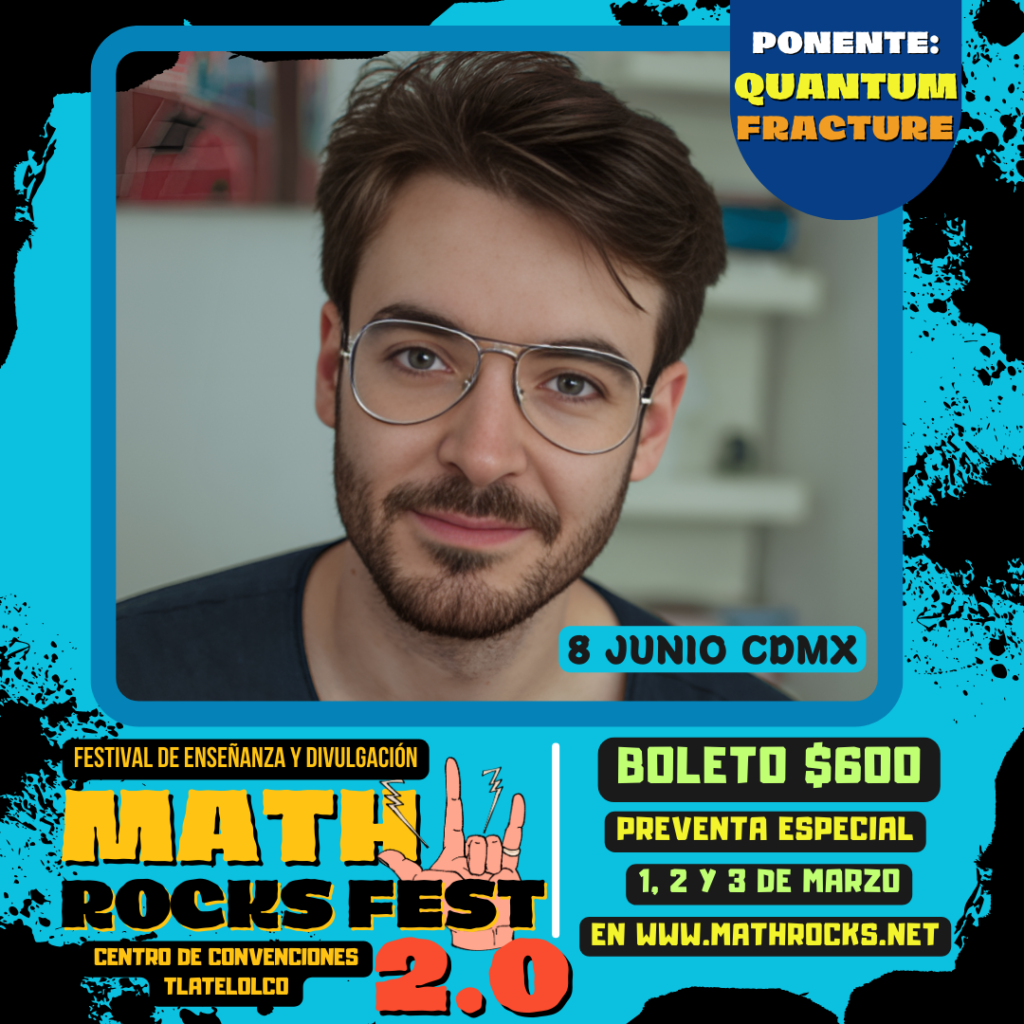 PONENTE:
QUANTUM
FRACTURE
8 JUNIO CDMX
FESTIVAL DE ENSEÑANZA Y DIVULGACIÓN
MATH
ROCKS FEST
2.0
CENTRO DE CONVENCIONES
TLATELOLCO
BOLETO $600
PREVENTA ESPECIAL
1, 2 Y 3 DE MARZO
EN WWW.MATHROCKS.NET